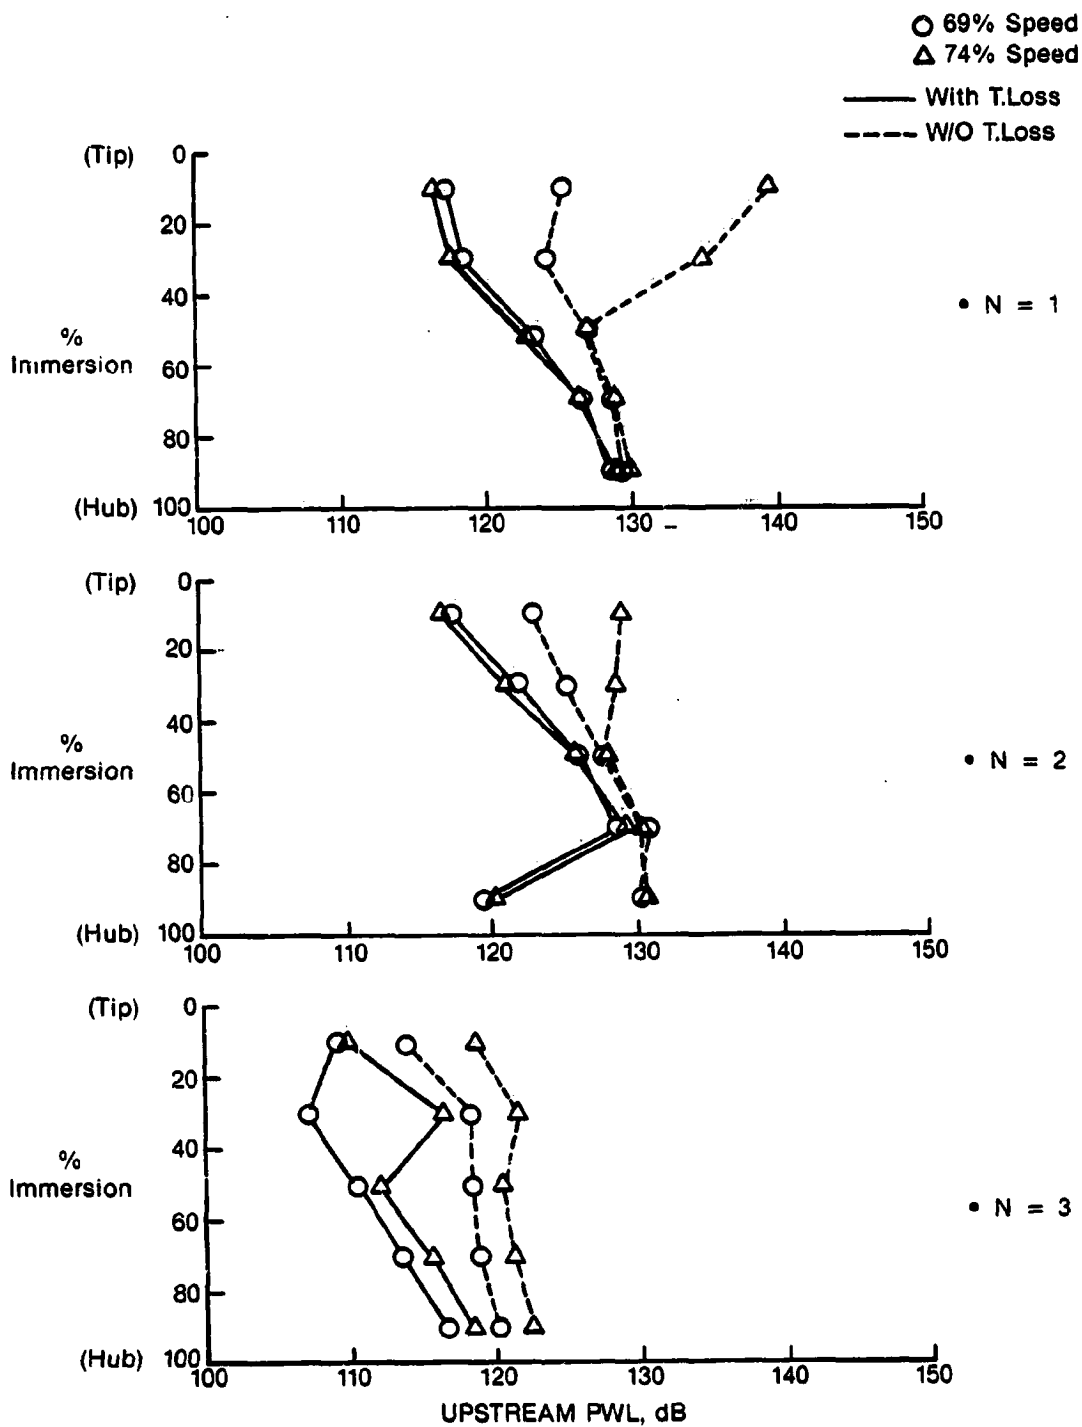 69% Speed
74% Speed
With T.Loss
W/O T.Loss
(Tip) 0
20
40
% Immersion
60
80
(Hub) 100
100 110 120 130 140 150
• N = 1
(Tip) 0
20
40
% Immersion
60
80
(Hub) 100
100 110 120 130 140 150
• N = 2
(Tip) 0
20
40
% Immersion
60
80
(Hub) 100
100 110 120 130 140 150
• N = 3
UPSTREAM PWL, dB